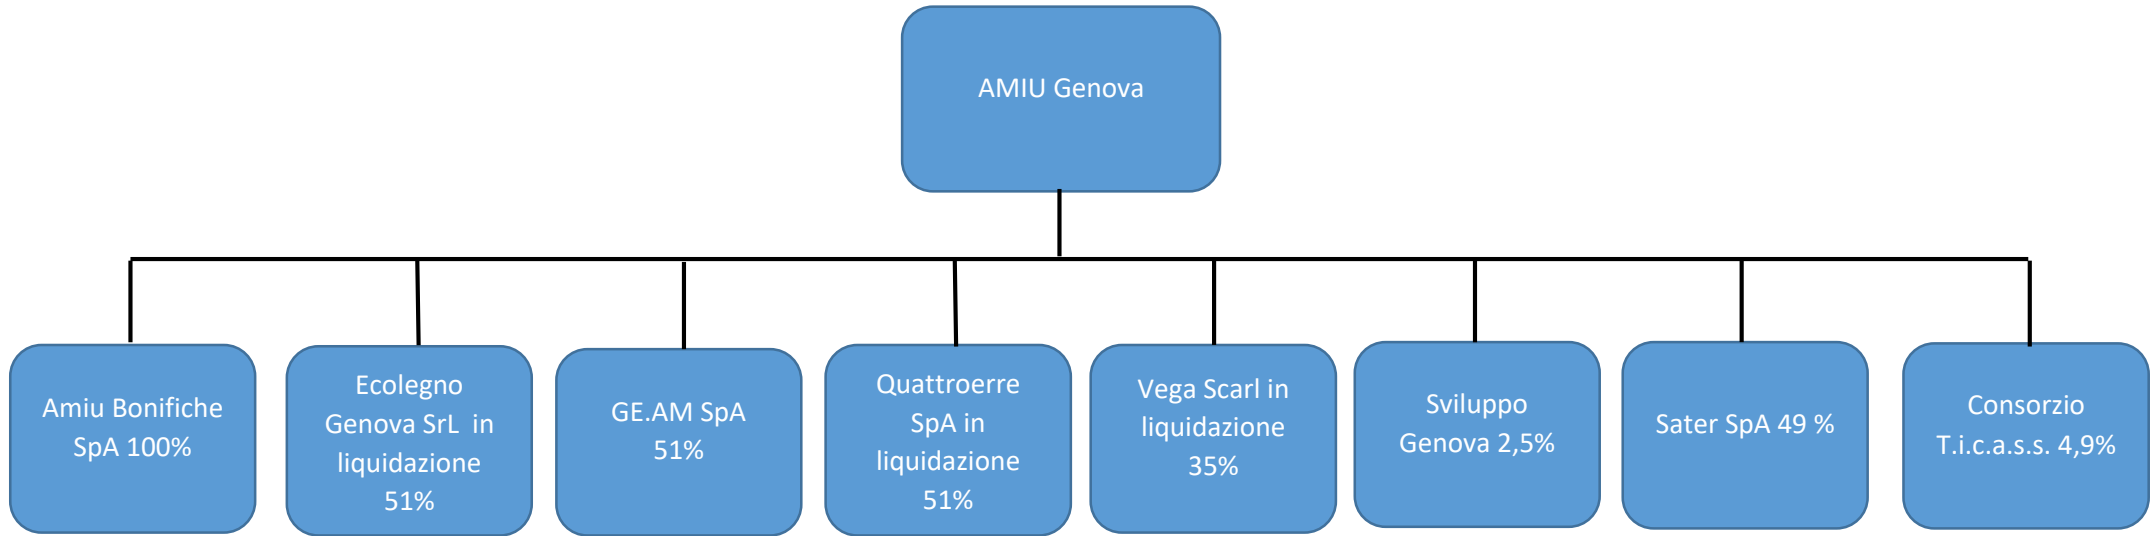 AMIU Genova
Amiu Bonifiche
SpA 100%
Ecolegno
Genova SrL in
liquidazione
51%
GE.AM SpA
51%
Quattroerre
SpA in
liquidazione
51%
Vega Scarl in
liquidazione
35%
Sviluppo
Genova 2,5%
Sater SpA 49 %
Consorzio
T.i.c.a.s.s. 4,9%